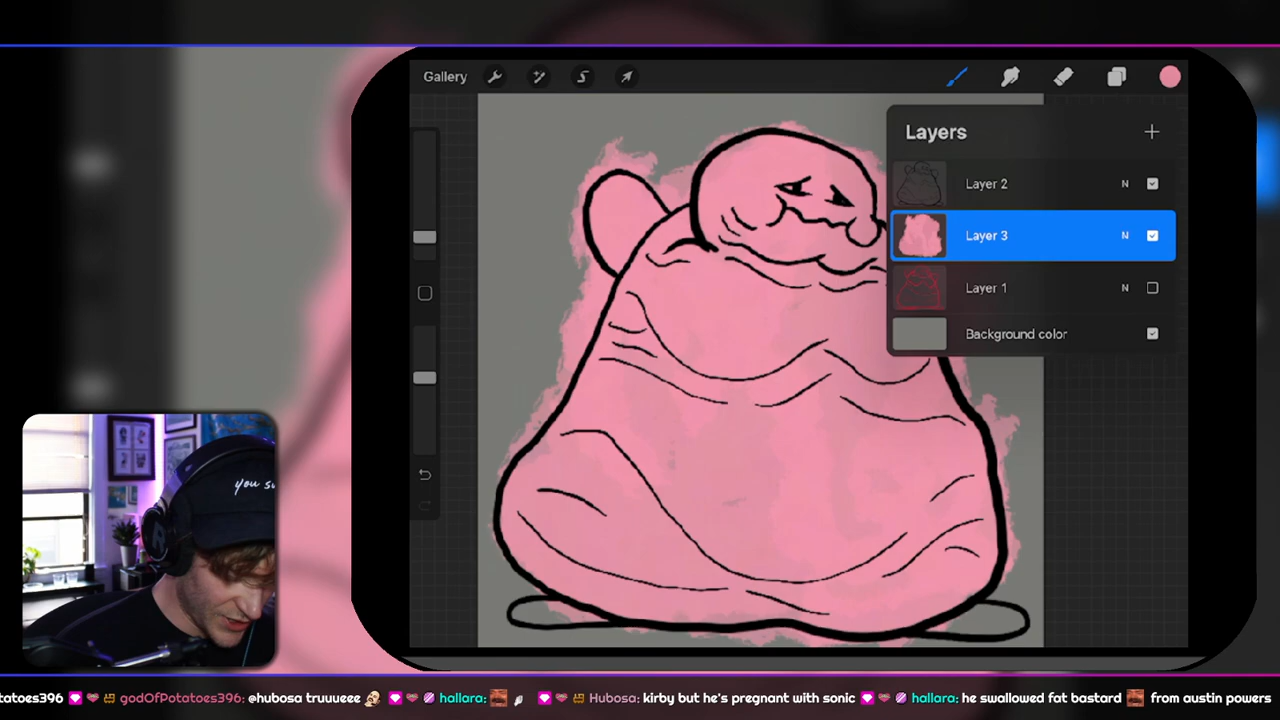 Gallery
Layers
Layer 2 N
Layer 3 N
Layer 1 N
Background color
you su
tatoes396 godOfPotatoes396: @hubosa truuueee hallara: Hubosa: kirby but he's pregnant with sonic hallara: he swallowed fat bastard from austin powers